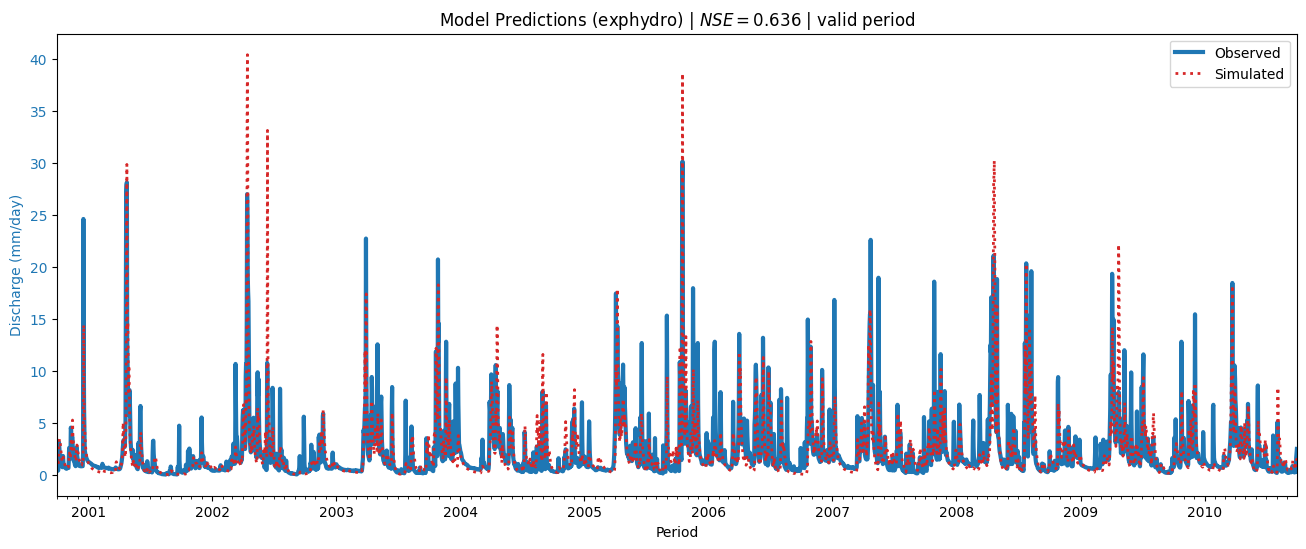 Model Predictions (exphydro) | NSE = 0.636 | valid period
Observed
Simulated
Discharge (mm/day)
40
35
30
25
20
15
10
5
0
2001 2002 2003 2004 2005 2006 2007 2008 2009 2010
Period